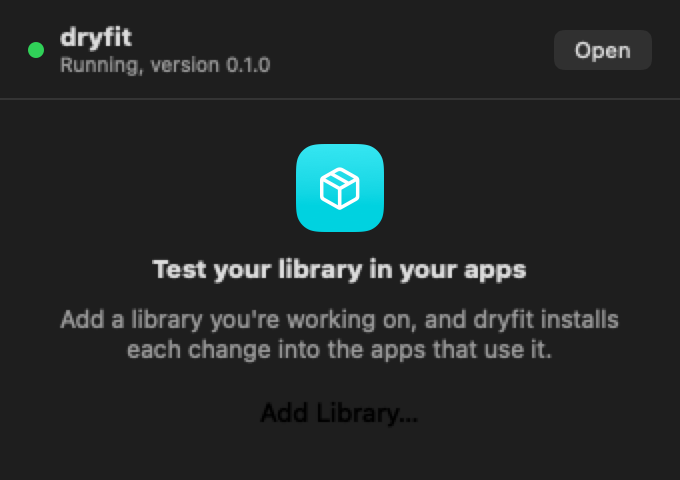 dryfit
Running, version 0.1.0
Open
Test your library in your apps
Add a library you're working on, and dryfit installs
each change into the apps that use it.
Add Library...